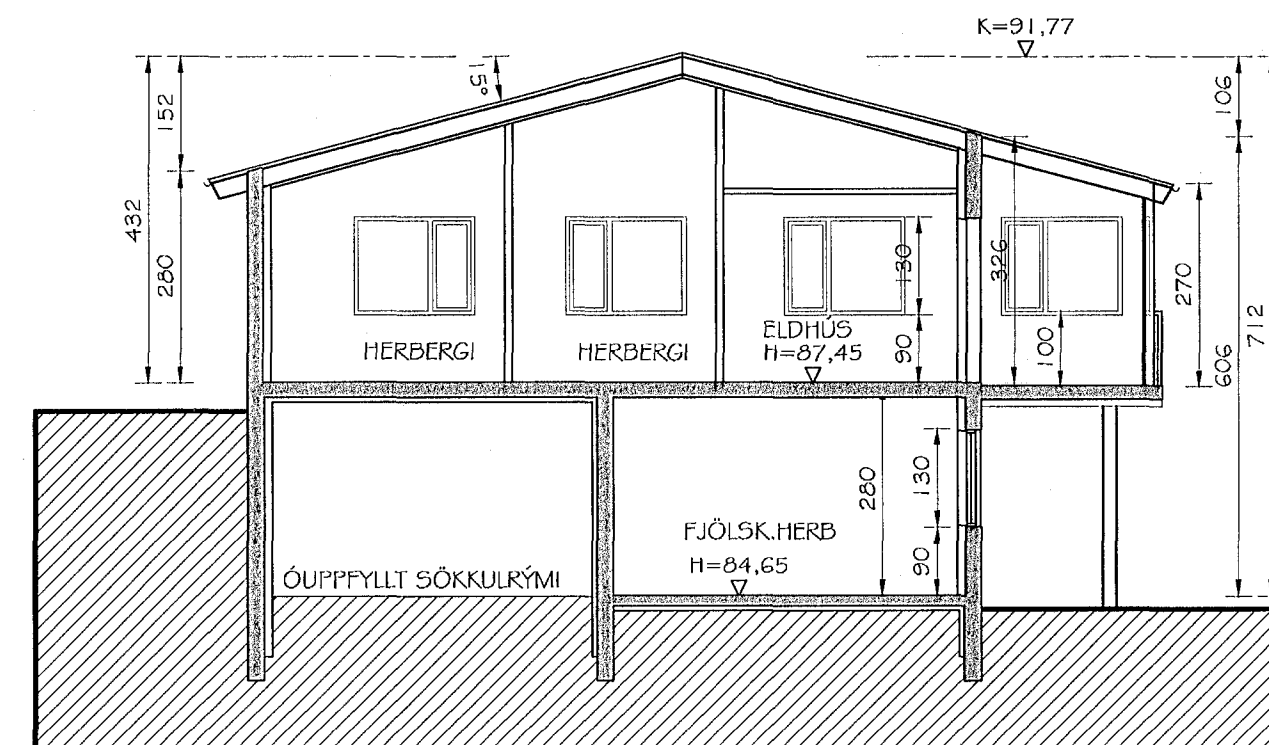 K=91,77
15°
152
432
280
106
130
326
270
712
ELDHÚS
H=87,45
HERBERGI
HERBERGI
90
100
606
280
130
FJÖLSK.HERB
H=84,65
90
ÓUPPFYLLT SÖKKULRÝMI